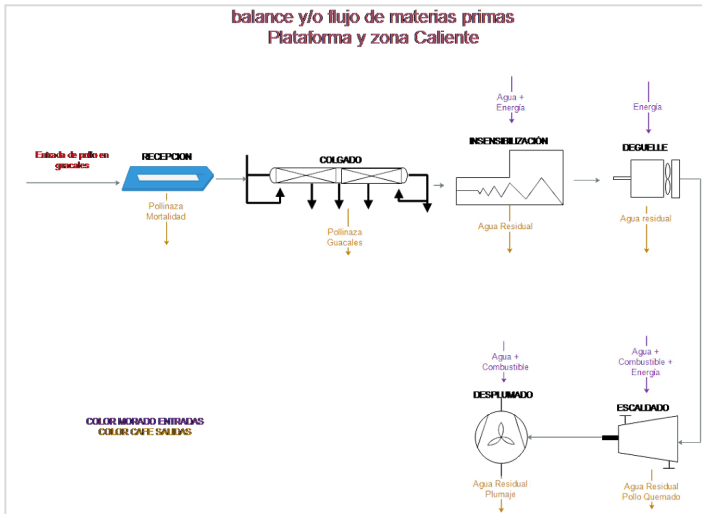 balance y/o flujo de materias primas
Plataforma y zona Caliente
Agua +
Energía
Energía
Entrada de pollo en
guacales
RECEPCION
COLGADO
INSENSIBILIZACIÓN
DEGUELLE
Pollinaza
Mortalidad
Pollinaza
Guacales
Agua Residual
Agua residual
Agua +
Combustible
Agua +
Combustible +
Energía
DESPLUMADO
ESCALDADO
COLOR MORADO ENTRADAS
COLOR CAFE SALIDAS
Agua Residual
Plumaje
Agua Residual
Pollo Quemado